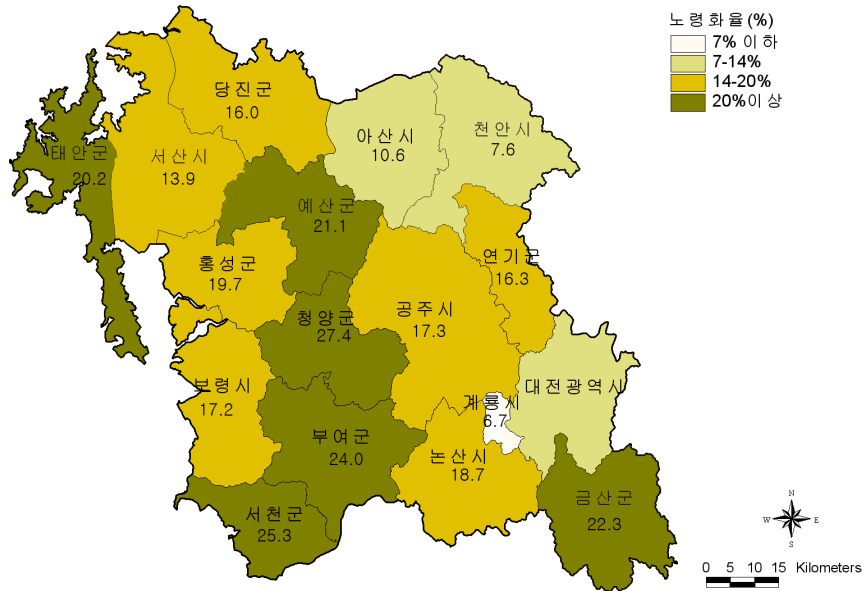 노령화율(%)
7% 이하
7-14%
14-20%
20%이상
당진군
16.0
아산시
10.6
천안시
7.6
태안군
20.2
서산시
13.9
예산군
21.1
홍성군
19.7
연기군
16.3
청양군
27.4
공주시
17.3
보령시
17.2
대전광역시
계룡시
6.7
부여군
24.0
논산시
18.7
서천군
25.3
금산군
22.3
N
W E
S
0 5 10 15 Kilometers